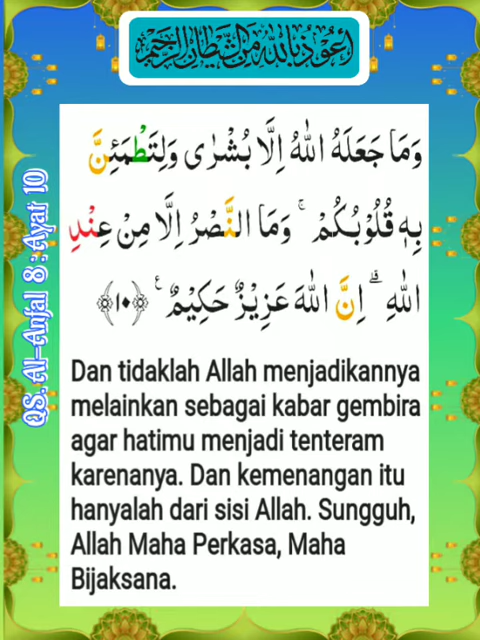 اعوذ بالله من الشيطان الرجيم
وَمَا جَعَلَهُ اللّٰهُ اِلَّا بُشْرٰى وَلِتَطْمَىِٕنَّ
بِهٖ قُلُوْبُكُمْۚ وَمَا النَّصْرُ اِلَّا مِنْ عِنْدِ
اللّٰهِ ۗ اِنَّ اللّٰهَ عَزِيْزٌ حَكِيْمٌ ࣖ ﴿١٠﴾
QS. Al-Anfal 8 : Ayat 10
Dan tidaklah Allah menjadikannya
melainkan sebagai kabar gembira
agar hatimu menjadi tenteram
karenanya. Dan kemenangan itu
hanyalah dari sisi Allah. Sungguh,
Allah Maha Perkasa, Maha
Bijaksana.